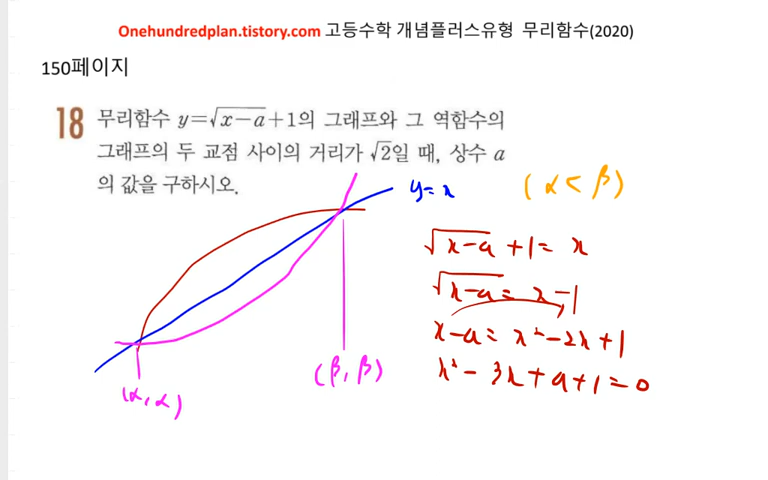 Onehundredplan.tistory.com 고등수학 개념플러스유형 무리함수(2020)
150페이지
18 무리함수 y=√x−a+1의 그래프와 그 역함수의
그래프의 두 교점 사이의 거리가 √2일 때, 상수 a
의 값을 구하시오.
y=x
(α<β)
√x-a +1=x
√x-a=x-1
x-a=x²-2x+1
x²-3x+a+1=0
(β,β)
(α,α)